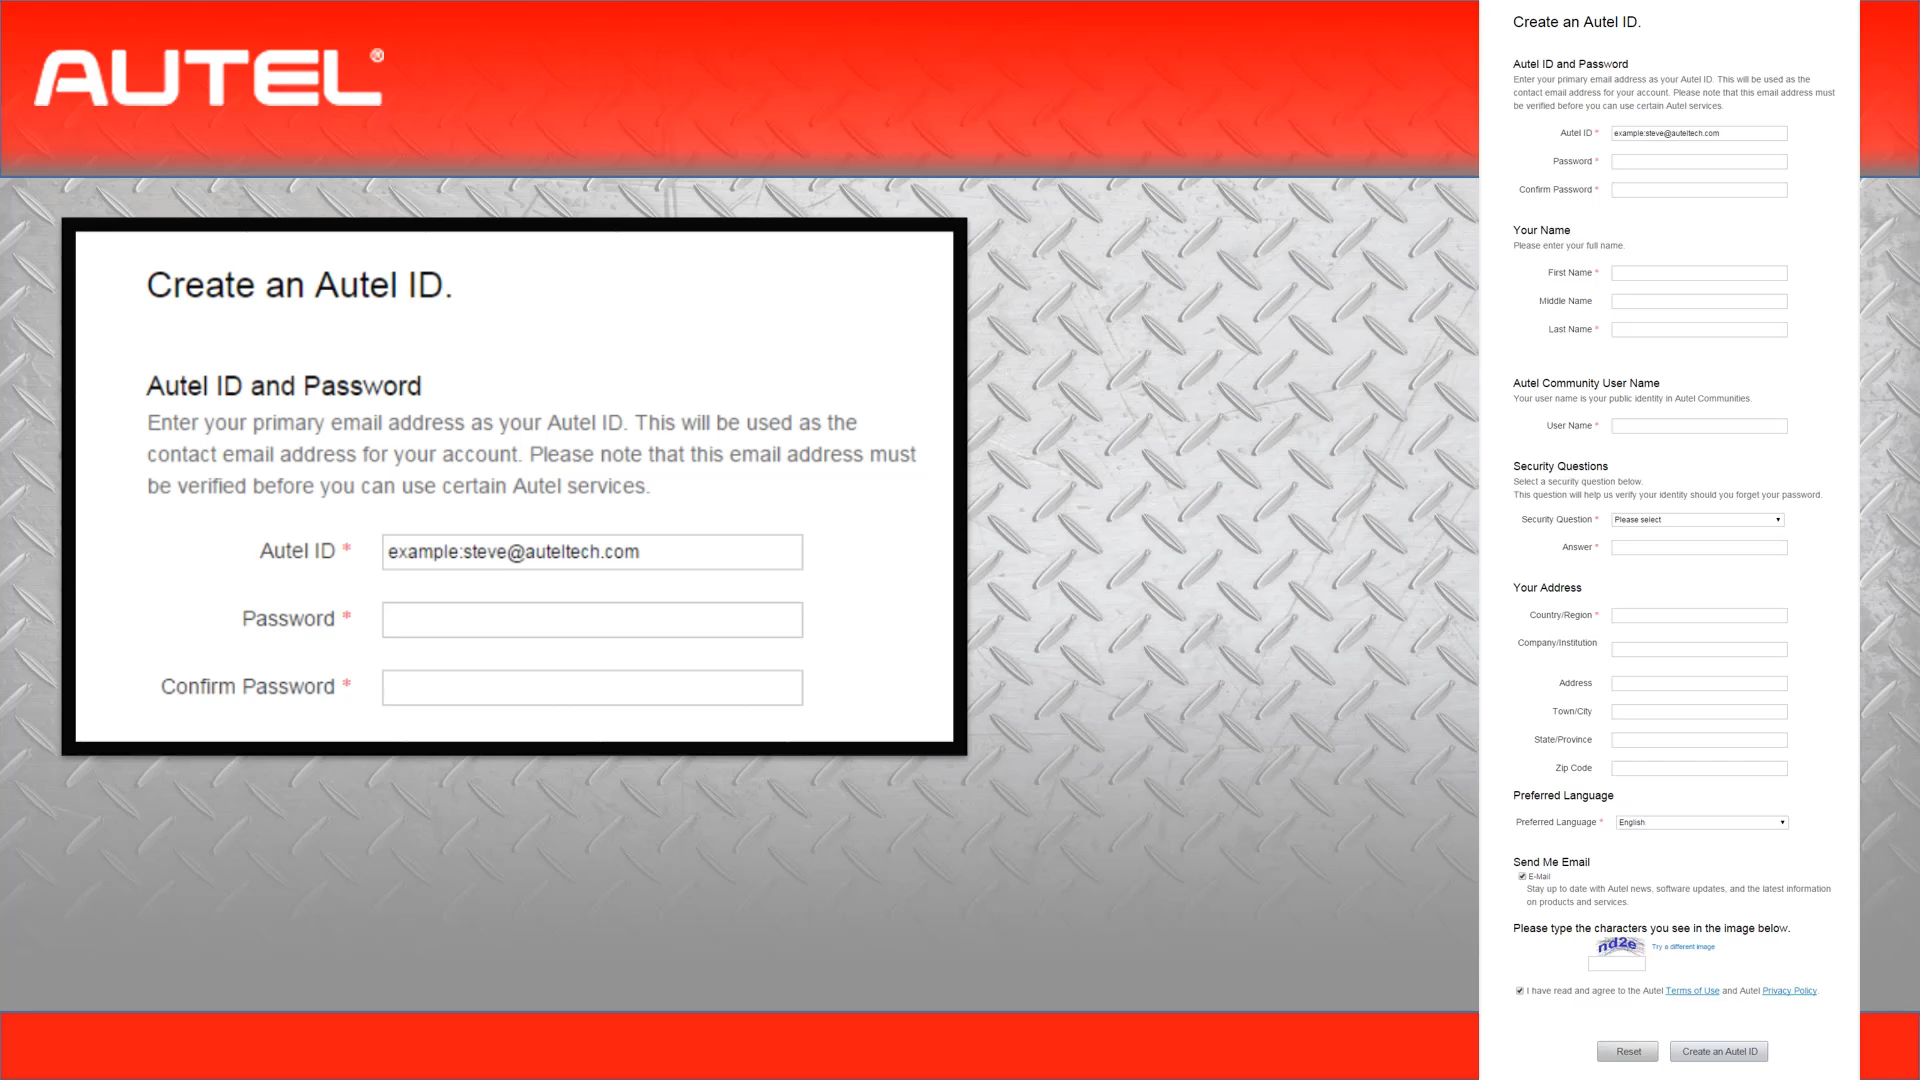 AUTEL®
Create an Autel ID.
Autel ID and Password
Enter your primary email address as your Autel ID. This will be used as the
contact email address for your account. Please note that this email address must
be verified before you can use certain Autel services.
Autel ID * example:steve@auteltech.com
Password *
Confirm Password *
Create an Autel ID.
Autel ID and Password
Enter your primary email address as your Autel ID. This will be used as the
contact email address for your account. Please note that this email address must
be verified before you can use certain Autel services.
Autel ID * example:steve@auteltech.com
Password *
Confirm Password *
Your Name
Please enter your full name.
First Name *
Middle Name
Last Name *
Autel Community User Name
Your user name is your public identity in Autel Communities.
User Name *
Security Questions
Select a security question below.
This question will help us verify your identity should you forget your password.
Security Question * Please select
Answer *
Your Address
Country/Region *
Company/Institution
Address
Town/City
State/Province
Zip Code
Preferred Language
Preferred Language * English
Send Me Email
E-Mail
Stay up to date with Autel news, software updates, and the latest information
on products and services.
Please type the characters you see in the image below.
nd2e Try a different image
I have read and agree to the Autel Terms of Use and Autel Privacy Policy.
Reset Create an Autel ID